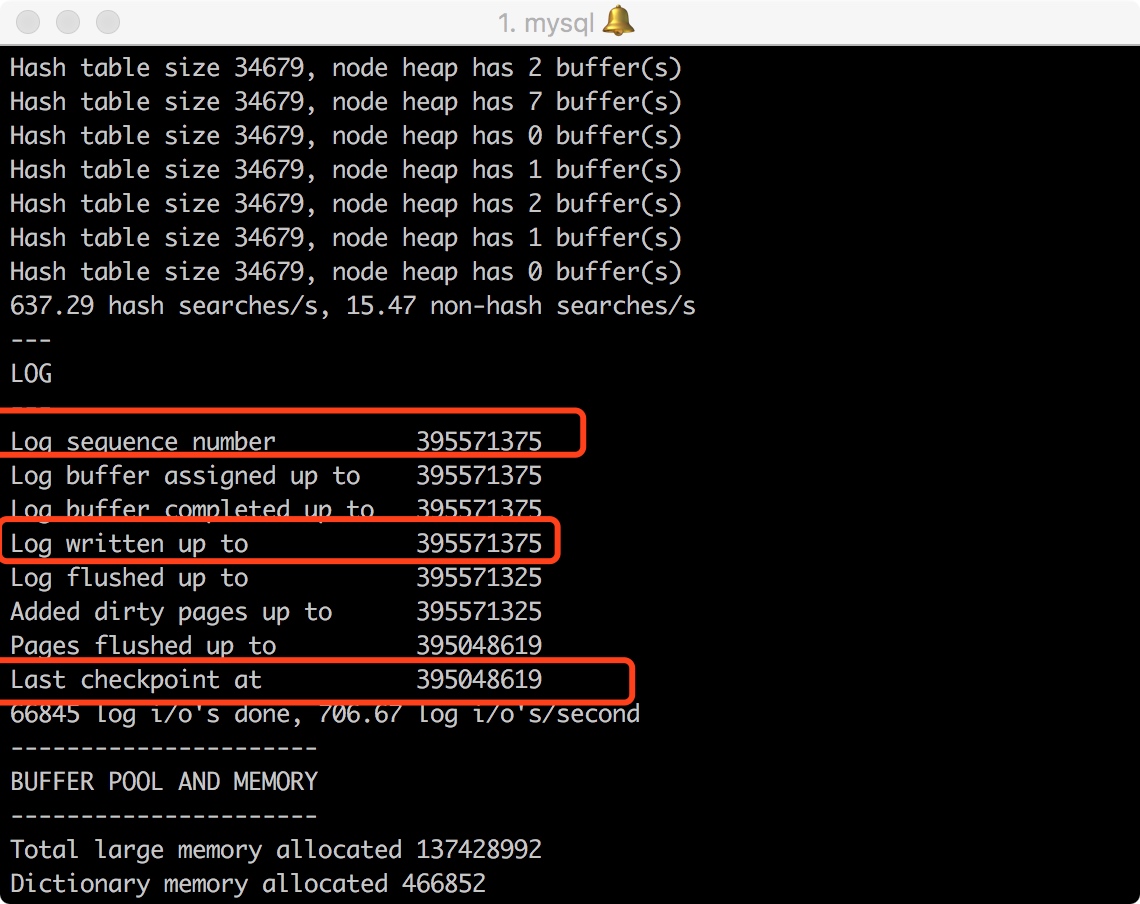 1. mysql
Hash table size 34679, node heap has 2 buffer(s)
Hash table size 34679, node heap has 7 buffer(s)
Hash table size 34679, node heap has 0 buffer(s)
Hash table size 34679, node heap has 1 buffer(s)
Hash table size 34679, node heap has 2 buffer(s)
Hash table size 34679, node heap has 1 buffer(s)
Hash table size 34679, node heap has 0 buffer(s)
637.29 hash searches/s, 15.47 non-hash searches/s
---
LOG
---
Log sequence number          395571375
Log buffer assigned up to    395571375
Log buffer completed up to   395571375
Log written up to            395571375
Log flushed up to            395571325
Added dirty pages up to      395571325
Pages flushed up to          395048619
Last checkpoint at           395048619
66845 log i/o's done, 706.67 log i/o's/second
----------------------
BUFFER POOL AND MEMORY
----------------------
Total large memory allocated 137428992
Dictionary memory allocated 466852